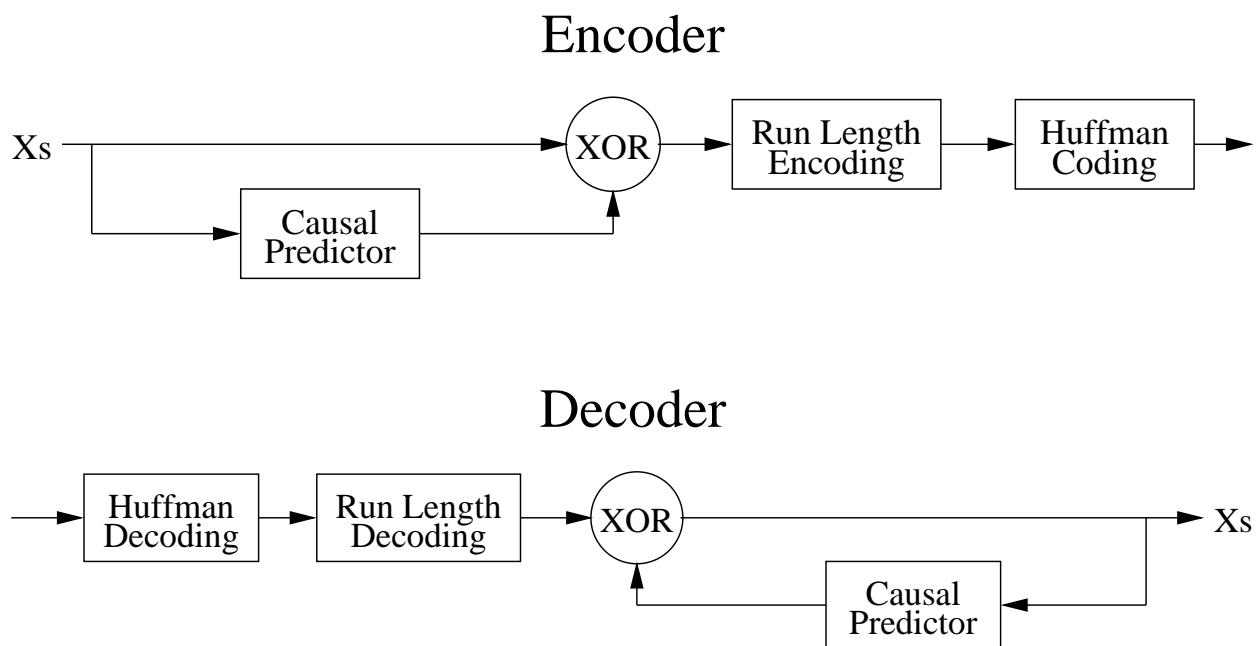 Encoder
Xs
XOR
Run Length
Encoding
Huffman
Coding
Causal
Predictor
Decoder
Huffman
Decoding
Run Length
Decoding
XOR
Xs
Causal
Predictor